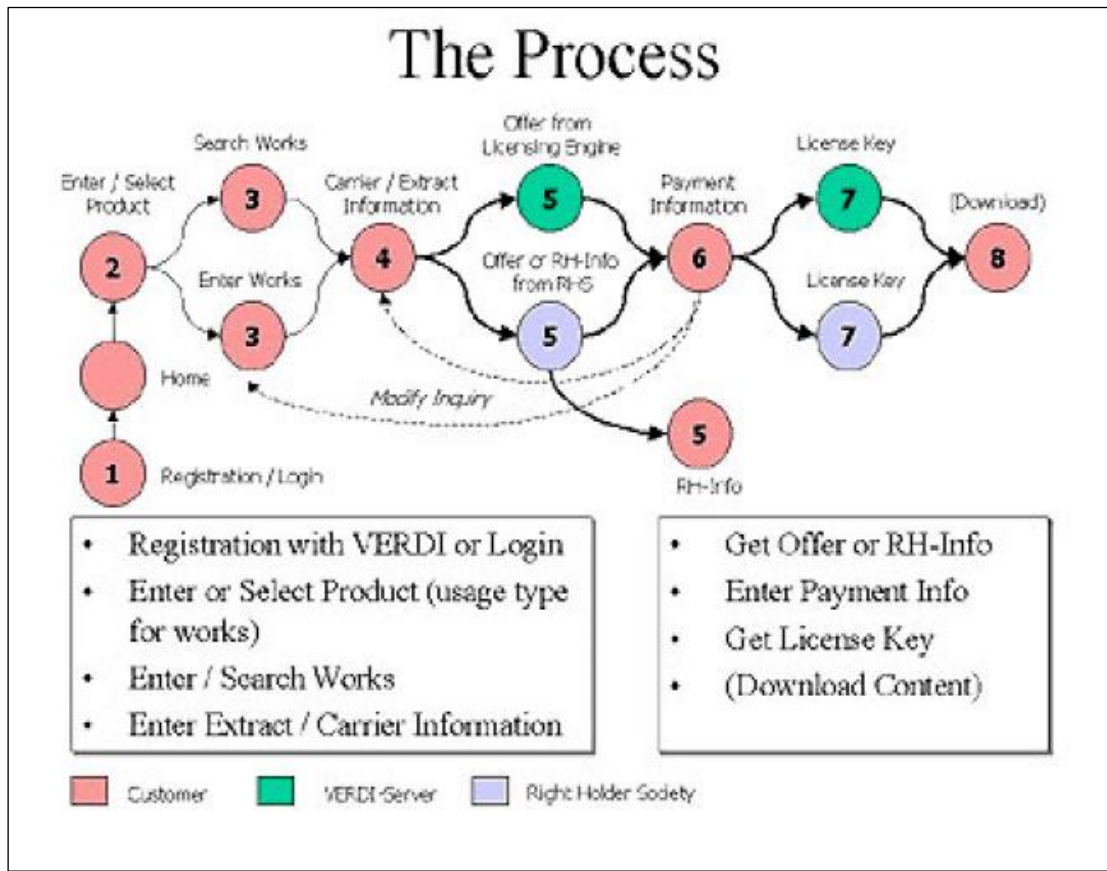 The Process
Offer from
Licensing Engine
Search Works
License Key
Enter / Select
Product
Carrier / Extract
Information
Payment
Information
(Download)
3
5
7
2
4
6
8
Enter Works
Offer or RH-Info
from RHS
License Key
3
5
7
Home
Modify Inquiry
5
1
Registration / Login
RH-Info
• Registration with VERDI or Login
• Enter or Select Product (usage type
for works)
• Enter / Search Works
• Enter Extract / Carrier Information
• Get Offer or RH-Info
• Enter Payment Info
• Get License Key
• (Download Content)
Customer
VERDI-Server
Right Holder Society